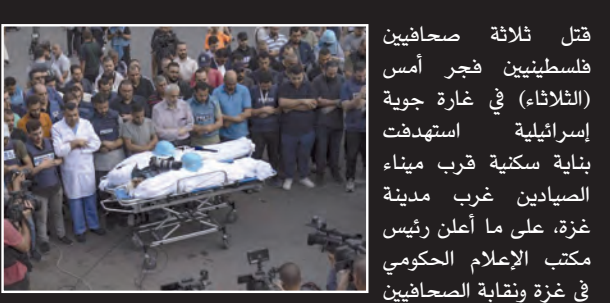 قتل ثلاثة صحافيين
فلسطينيين فجر أمس
(الثلاثاء) في غارة جوية
إسرائيلية استهدفت
بناية سكنية قرب ميناء
الصيادين غرب مدينة
غزة، على ما أعلن رئيس
مكتب الإعلام الحكومي
في غزة ونقابة الصحافيين